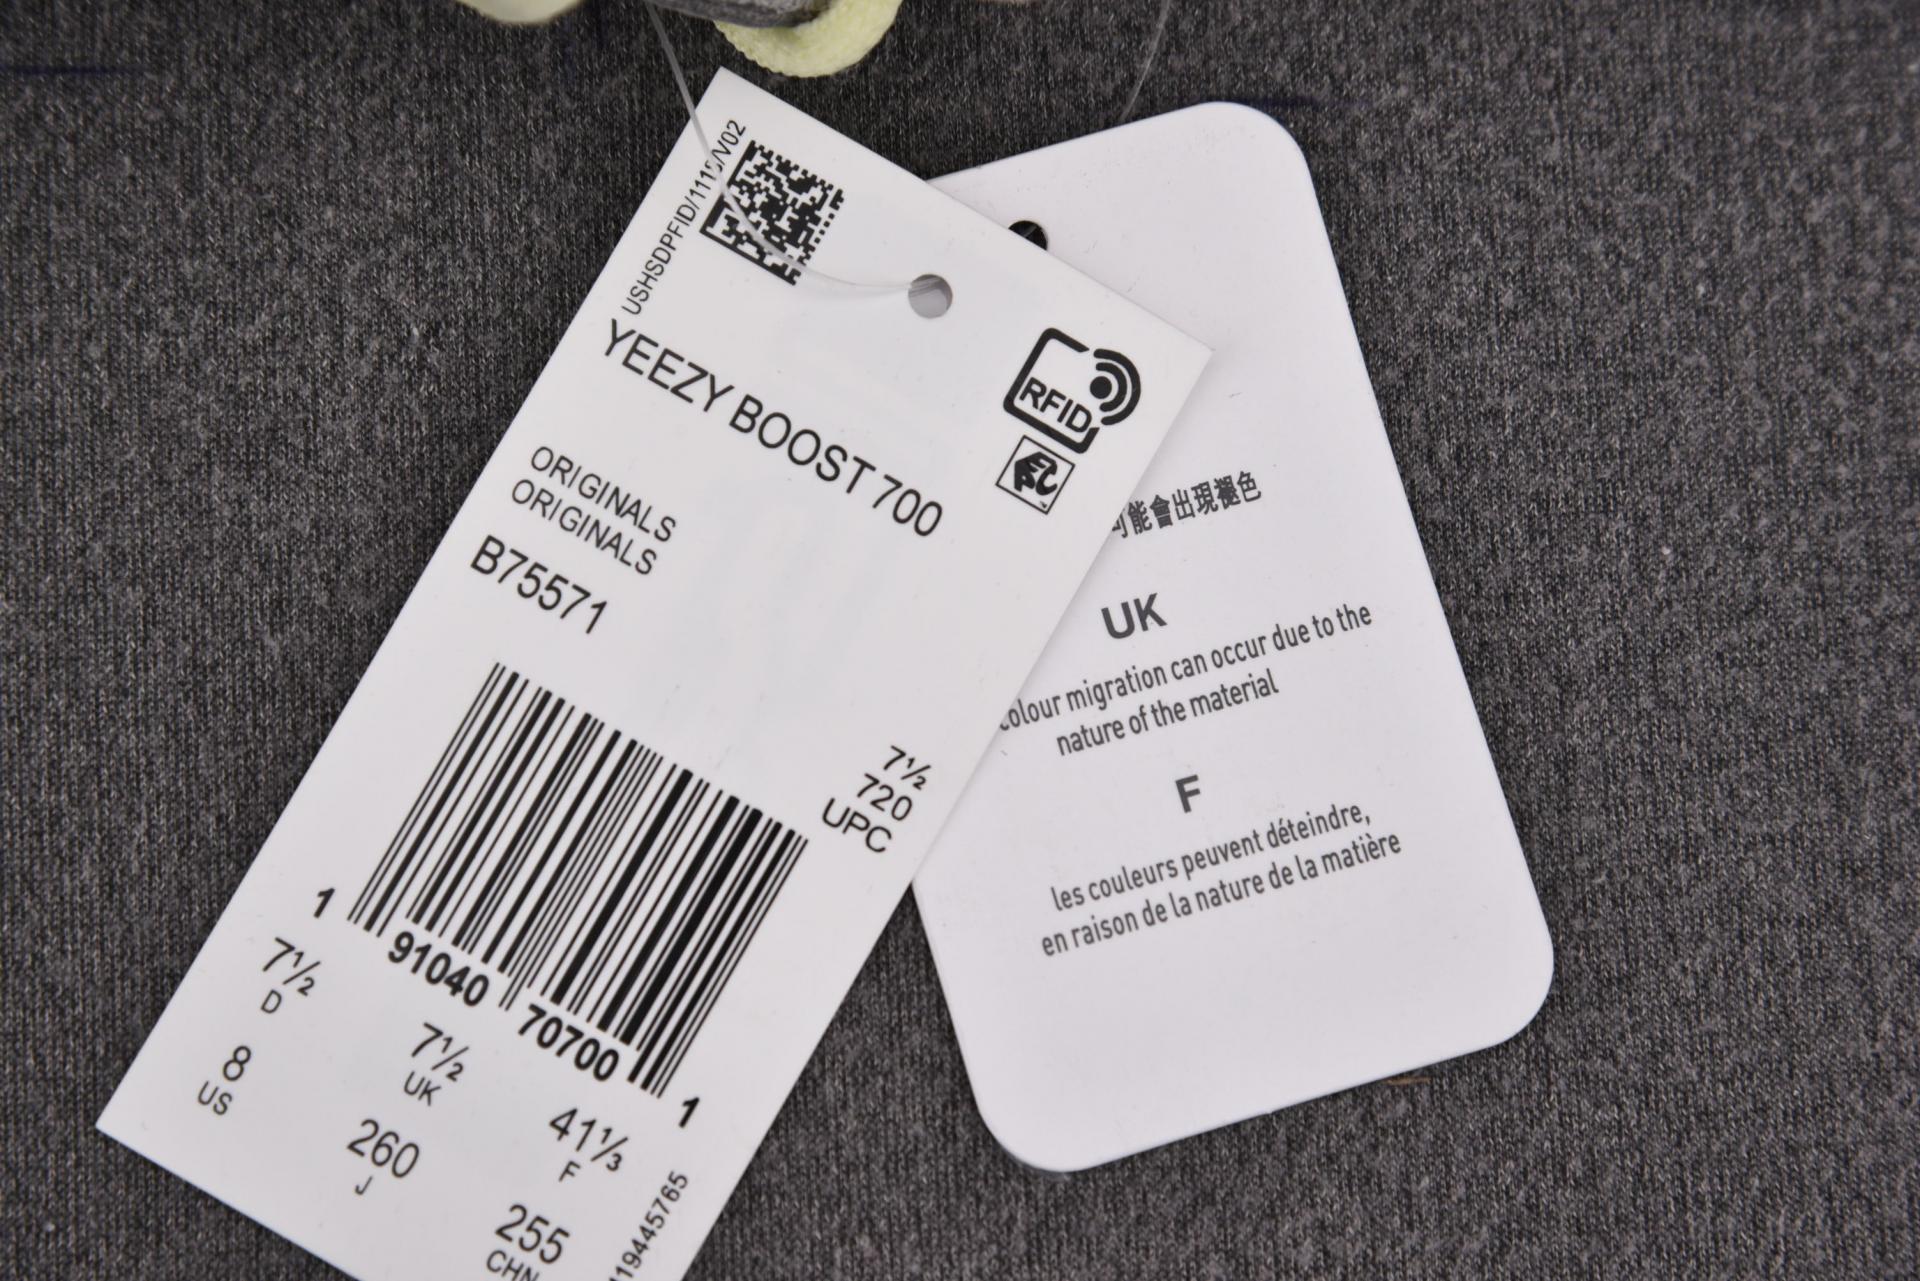 USHSDPFID/111
/V02
YEEZY BOOST 700
RFID
ORIGINALS
ORIGINALS
B75571
7½
720
UPC
1 91040 70700 1
7½
D
7½
UK
41⅓
F
8
US
260
J
255
CHN
119445765
能會出現褪色
UK
colour migration can occur due to the
nature of the material
F
les couleurs peuvent déteindre,
en raison de la nature de la matière